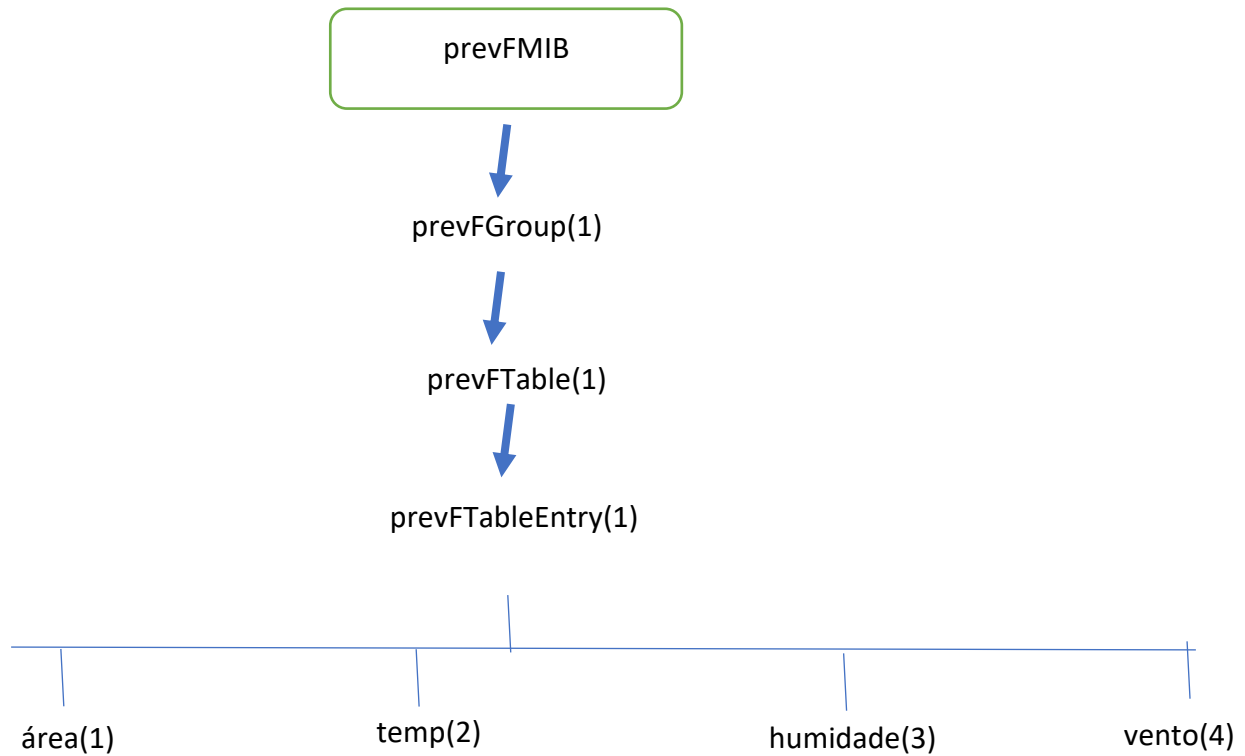 prevFMIB
prevFGroup(1)
prevFTable(1)
prevFTableEntry(1)
área(1) temp(2) humidade(3) vento(4)